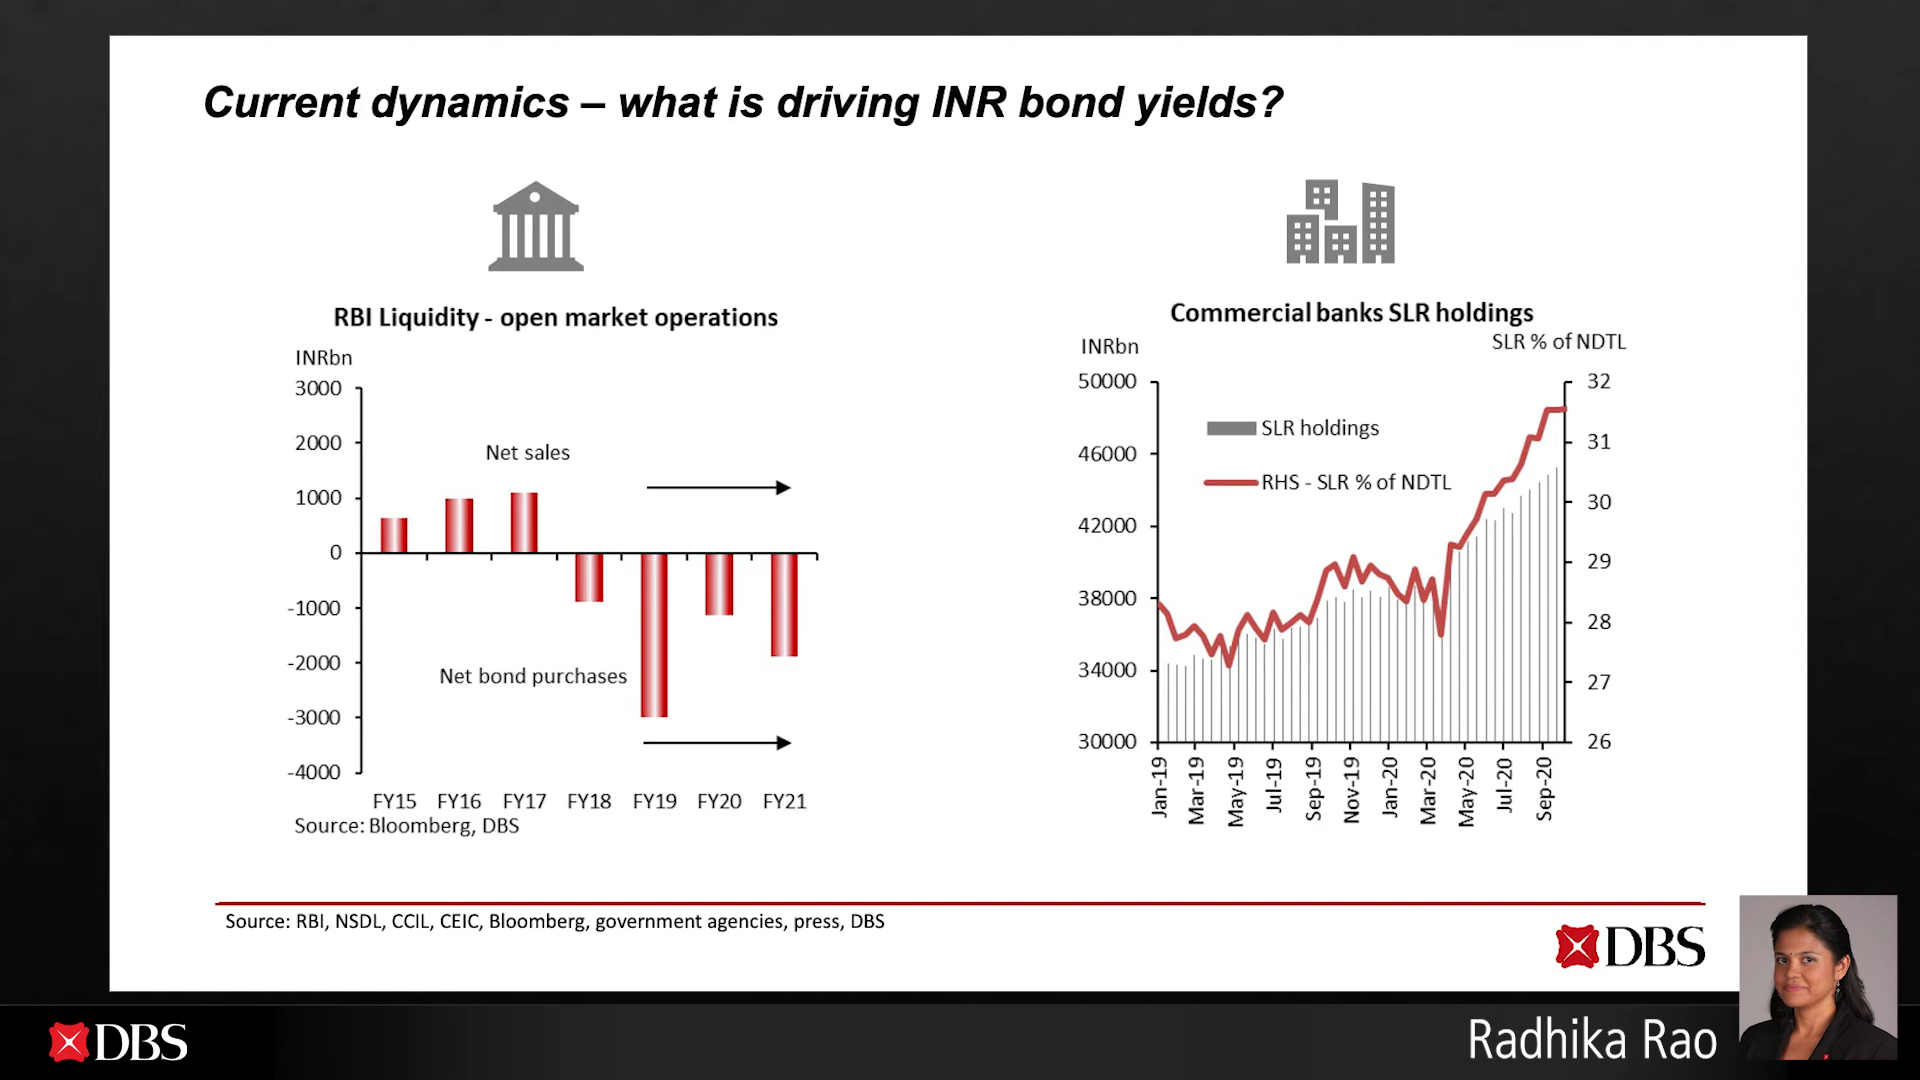 Current dynamics – what is driving INR bond yields?
RBI Liquidity - open market operations
INRbn
3000
2000
1000
0
-1000
-2000
-3000
-4000
Net sales
Net bond purchases
FY15 FY16 FY17 FY18 FY19 FY20 FY21
Source: Bloomberg, DBS
Commercial banks SLR holdings
INRbn
SLR % of NDTL
50000
46000
42000
38000
34000
30000
SLR holdings
RHS - SLR % of NDTL
32
31
30
29
28
27
26
Jan-19 Mar-19 May-19 Jul-19 Sep-19 Nov-19 Jan-20 Mar-20 May-20 Jul-20 Sep-20
Source: RBI, NSDL, CCIL, CEIC, Bloomberg, government agencies, press, DBS
DBS
DBS
Radhika Rao